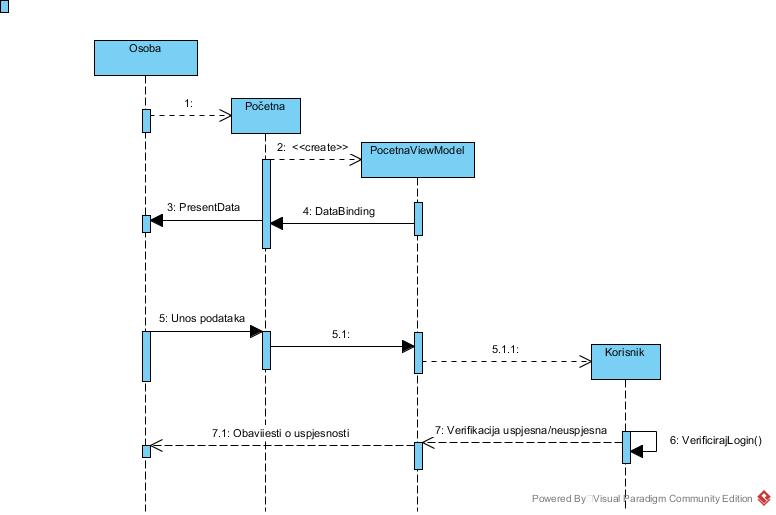 Osoba
1:
Početna
2: <<create>>
PocetnaViewModel
3: PresentData
4: DataBinding
5: Unos podataka
5.1:
5.1.1:
Korisnik
7.1: Obaviiesti o uspjesnosti
7: Verifikacija uspjesna/neuspjesna
6: VerificirajLogin()
Powered By Visual Paradigm Community Edition